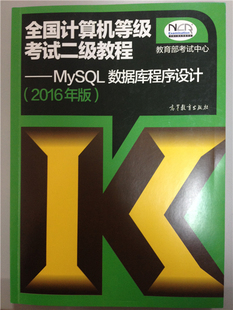 全国计算机等级
考试二级教程
——MySQL 数据库程序设计
(2016年版)
教育部考试中心
高等教育出版社